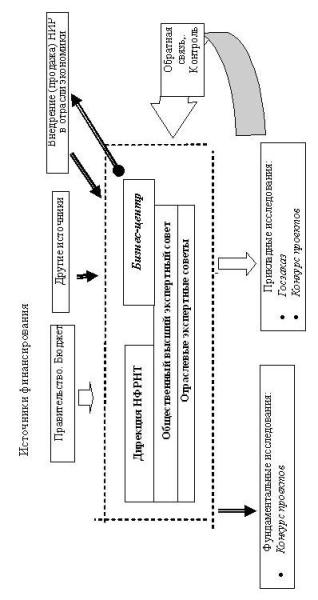 Источники финансирования
Правительство. Бюджет
Другие источники
Внедрение (продажа) НИР
в отрасли экономики
Дирекция НФРНТ
Бизнес-центр
Общественный высший экспертный совет
Отраслевые экспертные советы
Обратная
связь,
Контроль
Фундаментальные исследования:
• Конкурс проектов
Прикладные исследования:
• Госзаказ
• Конкурс проектов